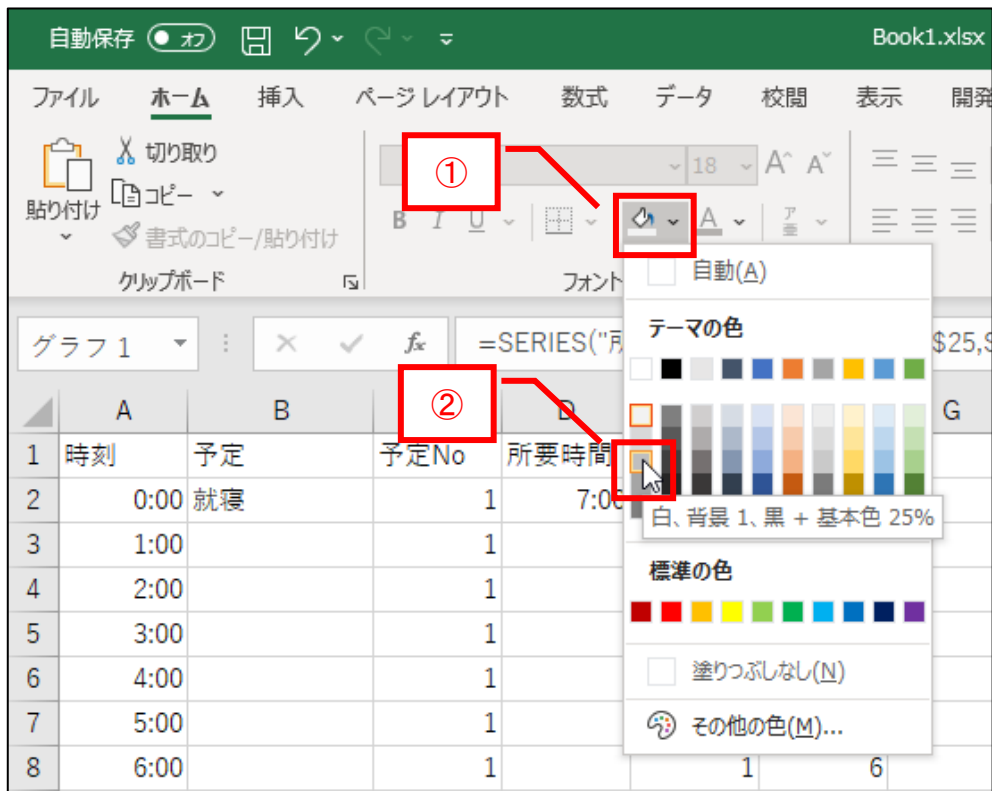 自動保存 オフ Book1.xlsx
ファイル ホーム 挿入 ページ レイアウト 数式 データ 校閲 表示 開発
切り取り
コピー
貼り付け
書式のコピー/貼り付け
クリップボード
①
18 A A
B I U A ア亜
フォント
自動(A)
テーマの色
グラフ 1 fx =SERIES("所 $25,$
②
A B D G
1 時刻 予定 予定No 所要時間
2 0:00 就寝 1 7:00
白、背景 1、黒 + 基本色 25%
3 1:00 1
標準の色
4 2:00 1
5 3:00 1
6 4:00 1
塗りつぶしなし(N)
7 5:00 1
その他の色(M)...
8 6:00 1 1 6